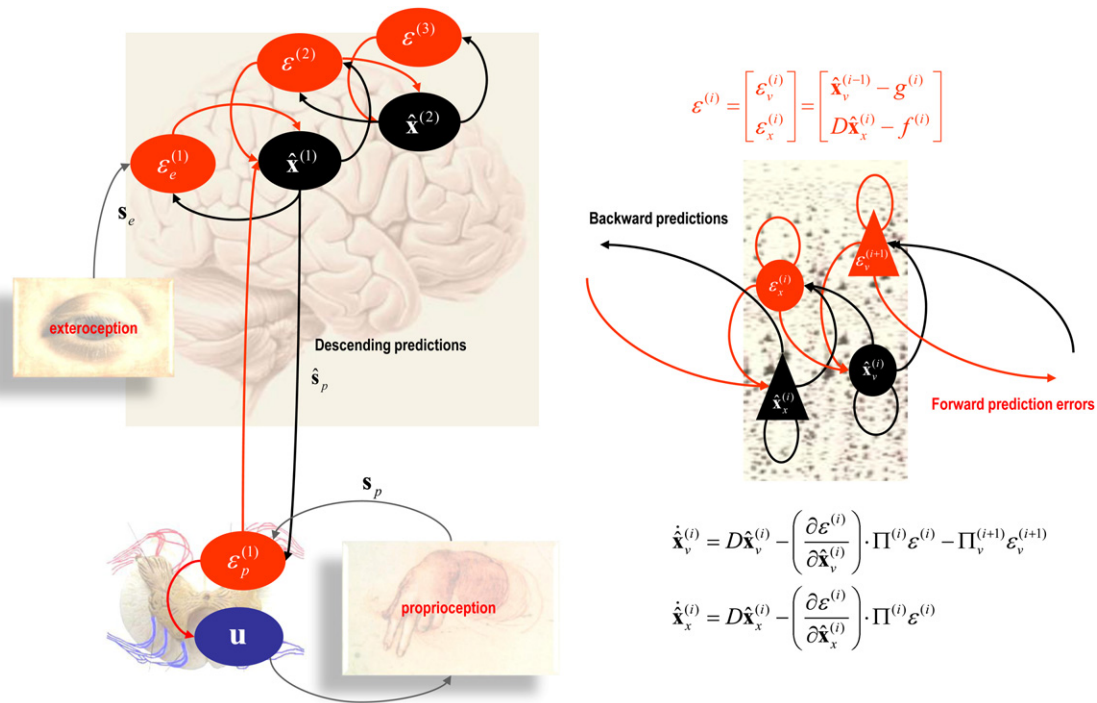 ε^(3)
ε^(2)
x̂^(2)
ε_e^(1)
x̂^(1)
s_e
exteroception
Descending predictions
ŝ_p
s_p
ε_p^(1)
proprioception
u
ε^(i) = [ε_v^(i); ε_x^(i)] = [x̂_v^(i−1) − g^(i); Dx̂_x^(i) − f^(i)]
Backward predictions
ε_v^(i+1)
ε_x^(i)
x̂_v^(i)
x̂_x^(i)
Forward prediction errors
ẋ̂_v^(i) = Dx̂_v^(i) − (∂ε^(i)/∂x̂_v^(i)) · Π^(i) ε^(i) − Π_v^(i+1) ε_v^(i+1)
ẋ̂_x^(i) = Dx̂_x^(i) − (∂ε^(i)/∂x̂_x^(i)) · Π^(i) ε^(i)